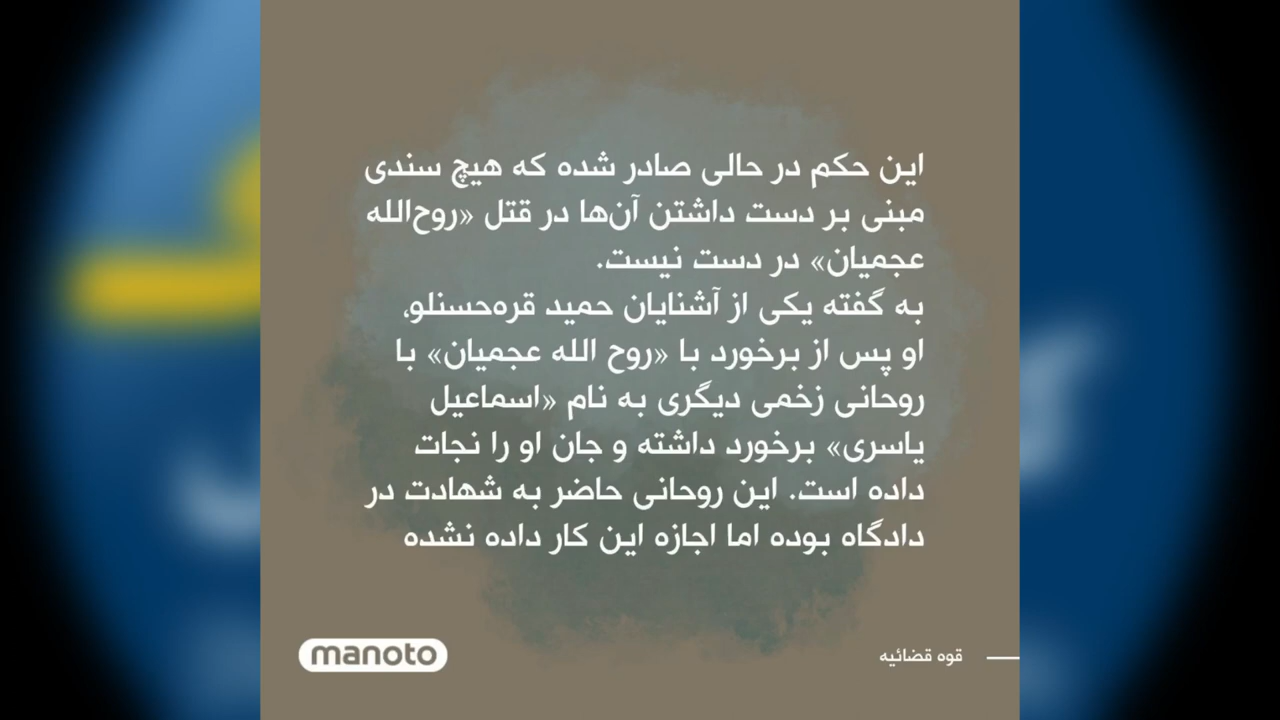 این حکم در حالی صادر شده که هیچ سندی
مبنی بر دست داشتن آن‌ها در قتل «روح‌الله
عجمیان» در دست نیست.
به گفته یکی از آشنایان حمید قره‌حسنلو،
او پس از برخورد با «روح الله عجمیان» با
روحانی زخمی دیگری به نام «اسماعیل
یاسری» برخورد داشته و جان او را نجات
داده است. این روحانی حاضر به شهادت در
دادگاه بوده اما اجازه این کار داده نشده
قوه قضائیه
manoto